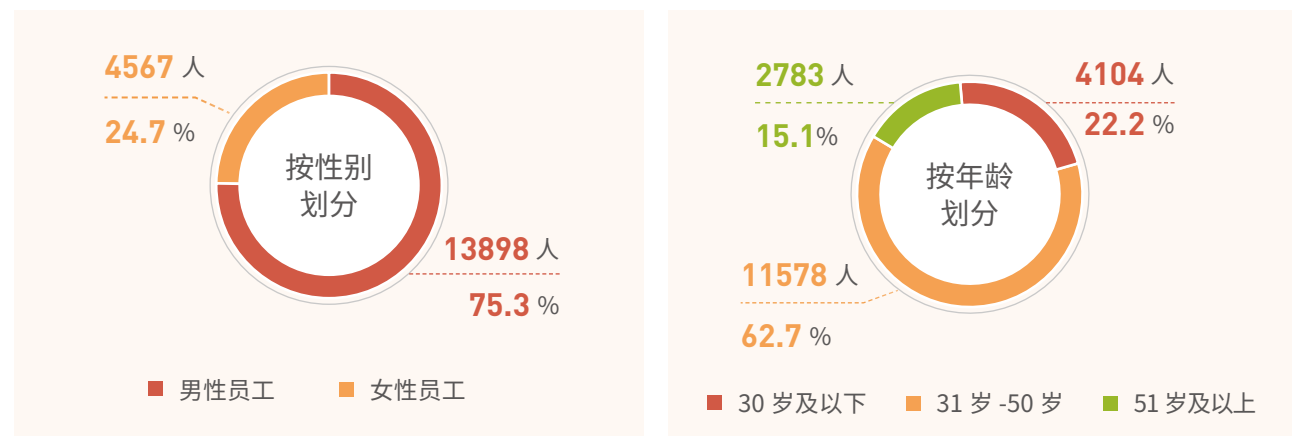 4567 人
24.7 %
按性别
划分
13898 人
75.3 %
男性员工
女性员工
2783 人
15.1%
4104 人
22.2 %
按年龄
划分
11578 人
62.7 %
30 岁及以下
31 岁 -50 岁
51 岁及以上